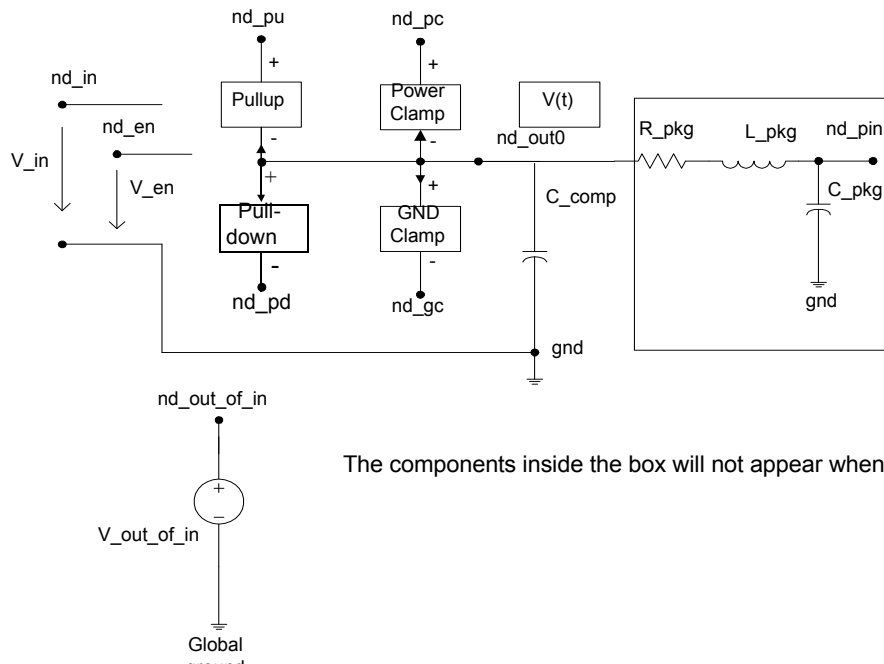 nd_pu
nd_pc
nd_in
+
+
Pullup
Power
Clamp
V(t)
nd_en
R_pkg
L_pkg
nd_pin
-
-
nd_out0
V_in
V_en
+
+
C_comp
C_pkg
Pull-
down
GND
Clamp
-
-
nd_pd
nd_gc
gnd
gnd
nd_out_of_in
The components inside the box will not appear when
+
–
V_out_of_in
Global